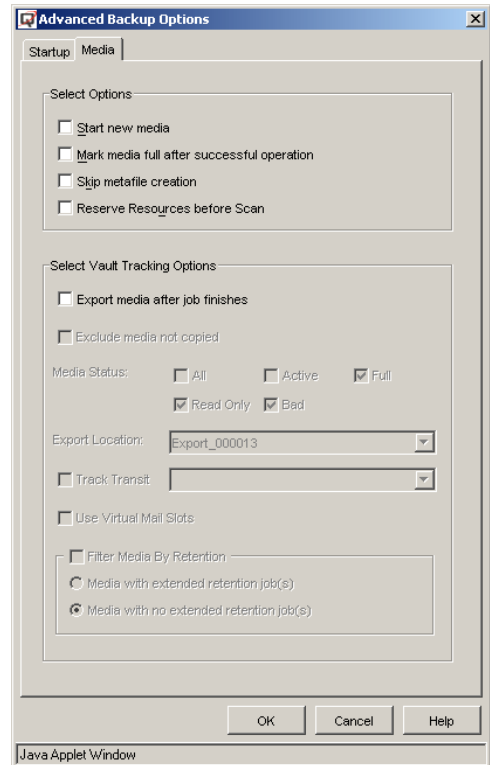 Advanced Backup Options
Startup Media
Select Options
Start new media
Mark media full after successful operation
Skip metafile creation
Reserve Resources before Scan
Select Vault Tracking Options
Export media after job finishes
Exclude media not copied
Media Status: All Active Full
Read Only Bad
Export Location: Export_000013
Track Transit
Use Virtual Mail Slots
Filter Media By Retention
Media with extended retention job(s)
Media with no extended retention job(s)
OK Cancel Help
Java Applet Window